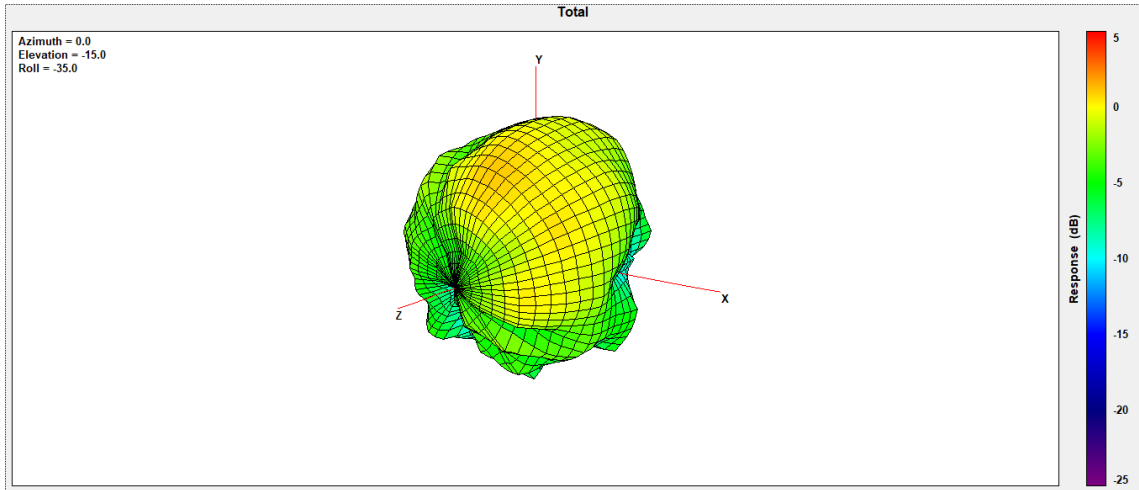 Total
Azimuth = 0.0
Elevation = -15.0
Roll = -35.0
Y
X
Z
5
0
-5
-10
-15
-20
-25
Response (dB)